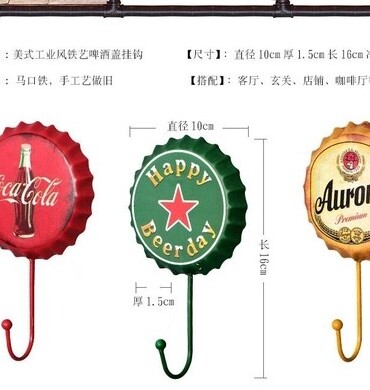 ：美式工业风铁艺啤酒盖挂钩
【尺寸】：直径10cm厚1.5cm长16cm
：马口铁，手工艺做旧
【搭配】：客厅、玄关、店铺、咖啡厅
直径10cm
Coca-Cola
Happy
Beerday
Auror
Premium
长16cm
厚1.5cm